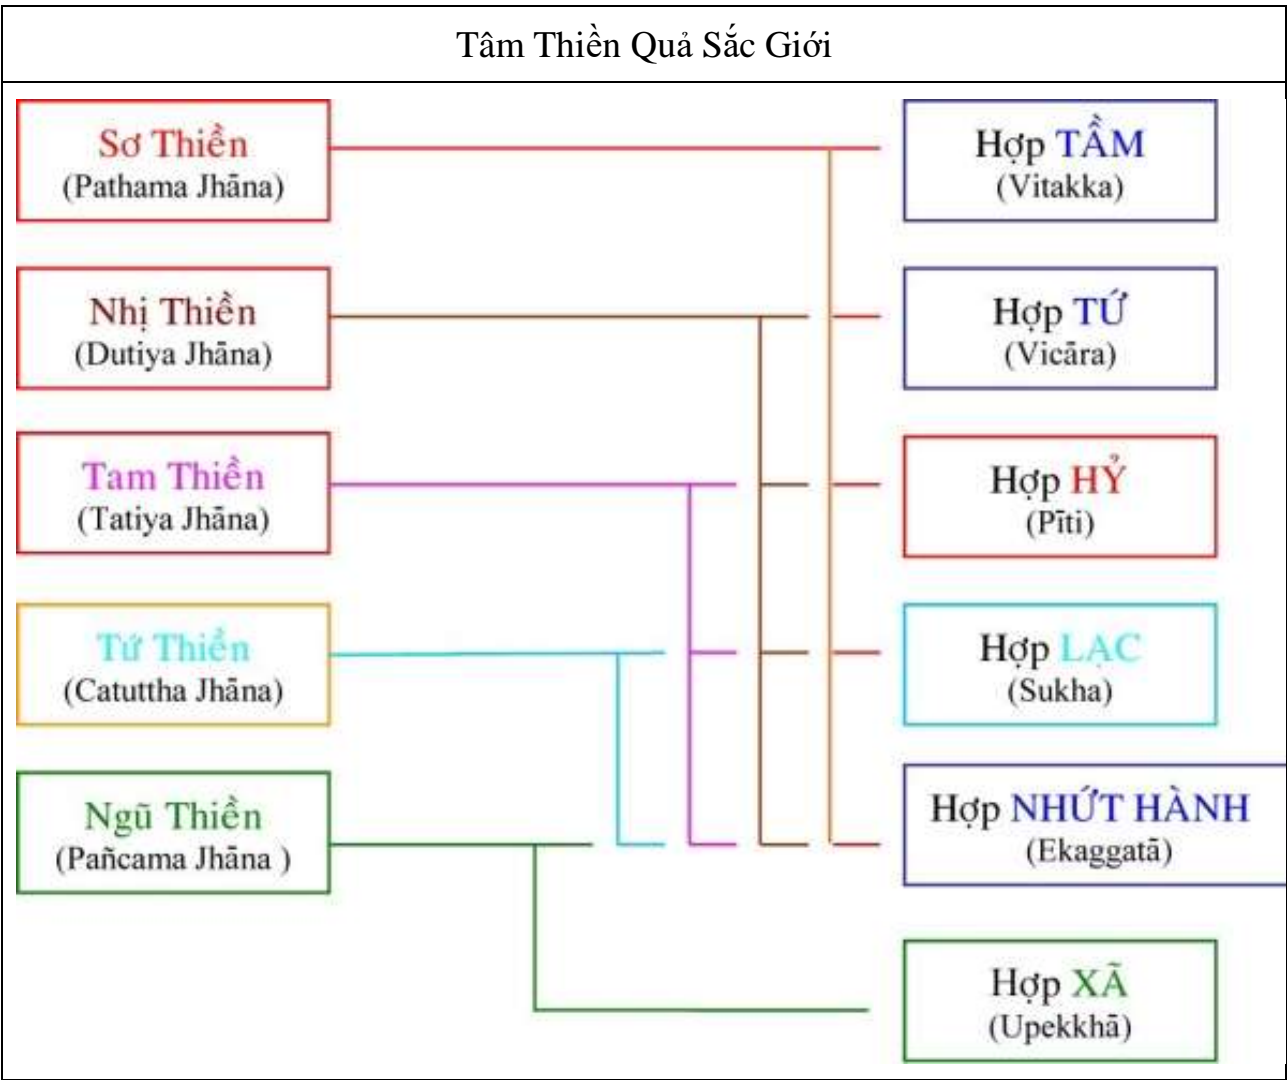 Tâm Thiền Quả Sắc Giới
Sơ Thiền
(Pathama Jhāna)
Hợp TẦM
(Vitakka)
Nhị Thiền
(Dutiya Jhāna)
Hợp TỨ
(Vicāra)
Tam Thiền
(Tatiya Jhāna)
Hợp HỶ
(Pīti)
Tứ Thiền
(Catuttha Jhāna)
Hợp LẠC
(Sukha)
Ngũ Thiền
(Pañcama Jhāna )
Hợp NHỨT HÀNH
(Ekaggatā)
Hợp XÃ
(Upekkhā)